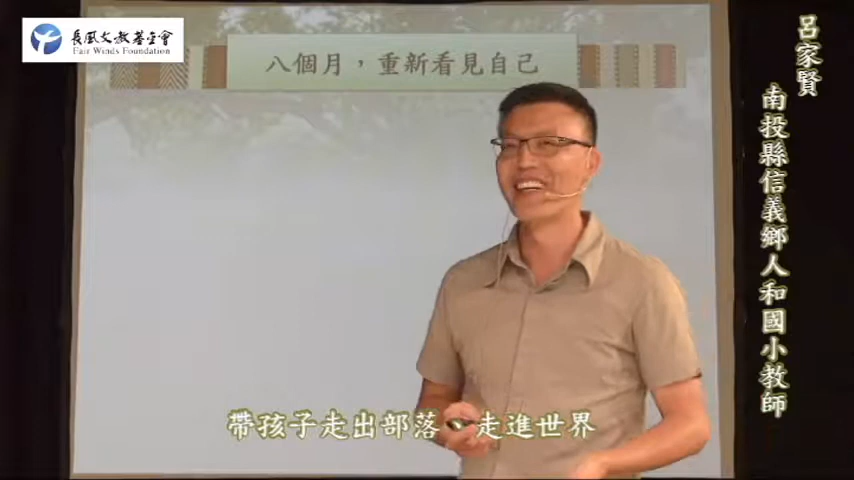 長風文教基金會
Fair Winds Foundation
八個月，重新看見自己
呂家賢
南投縣信義鄉人和國小教師
帶孩子走出部落、走進世界